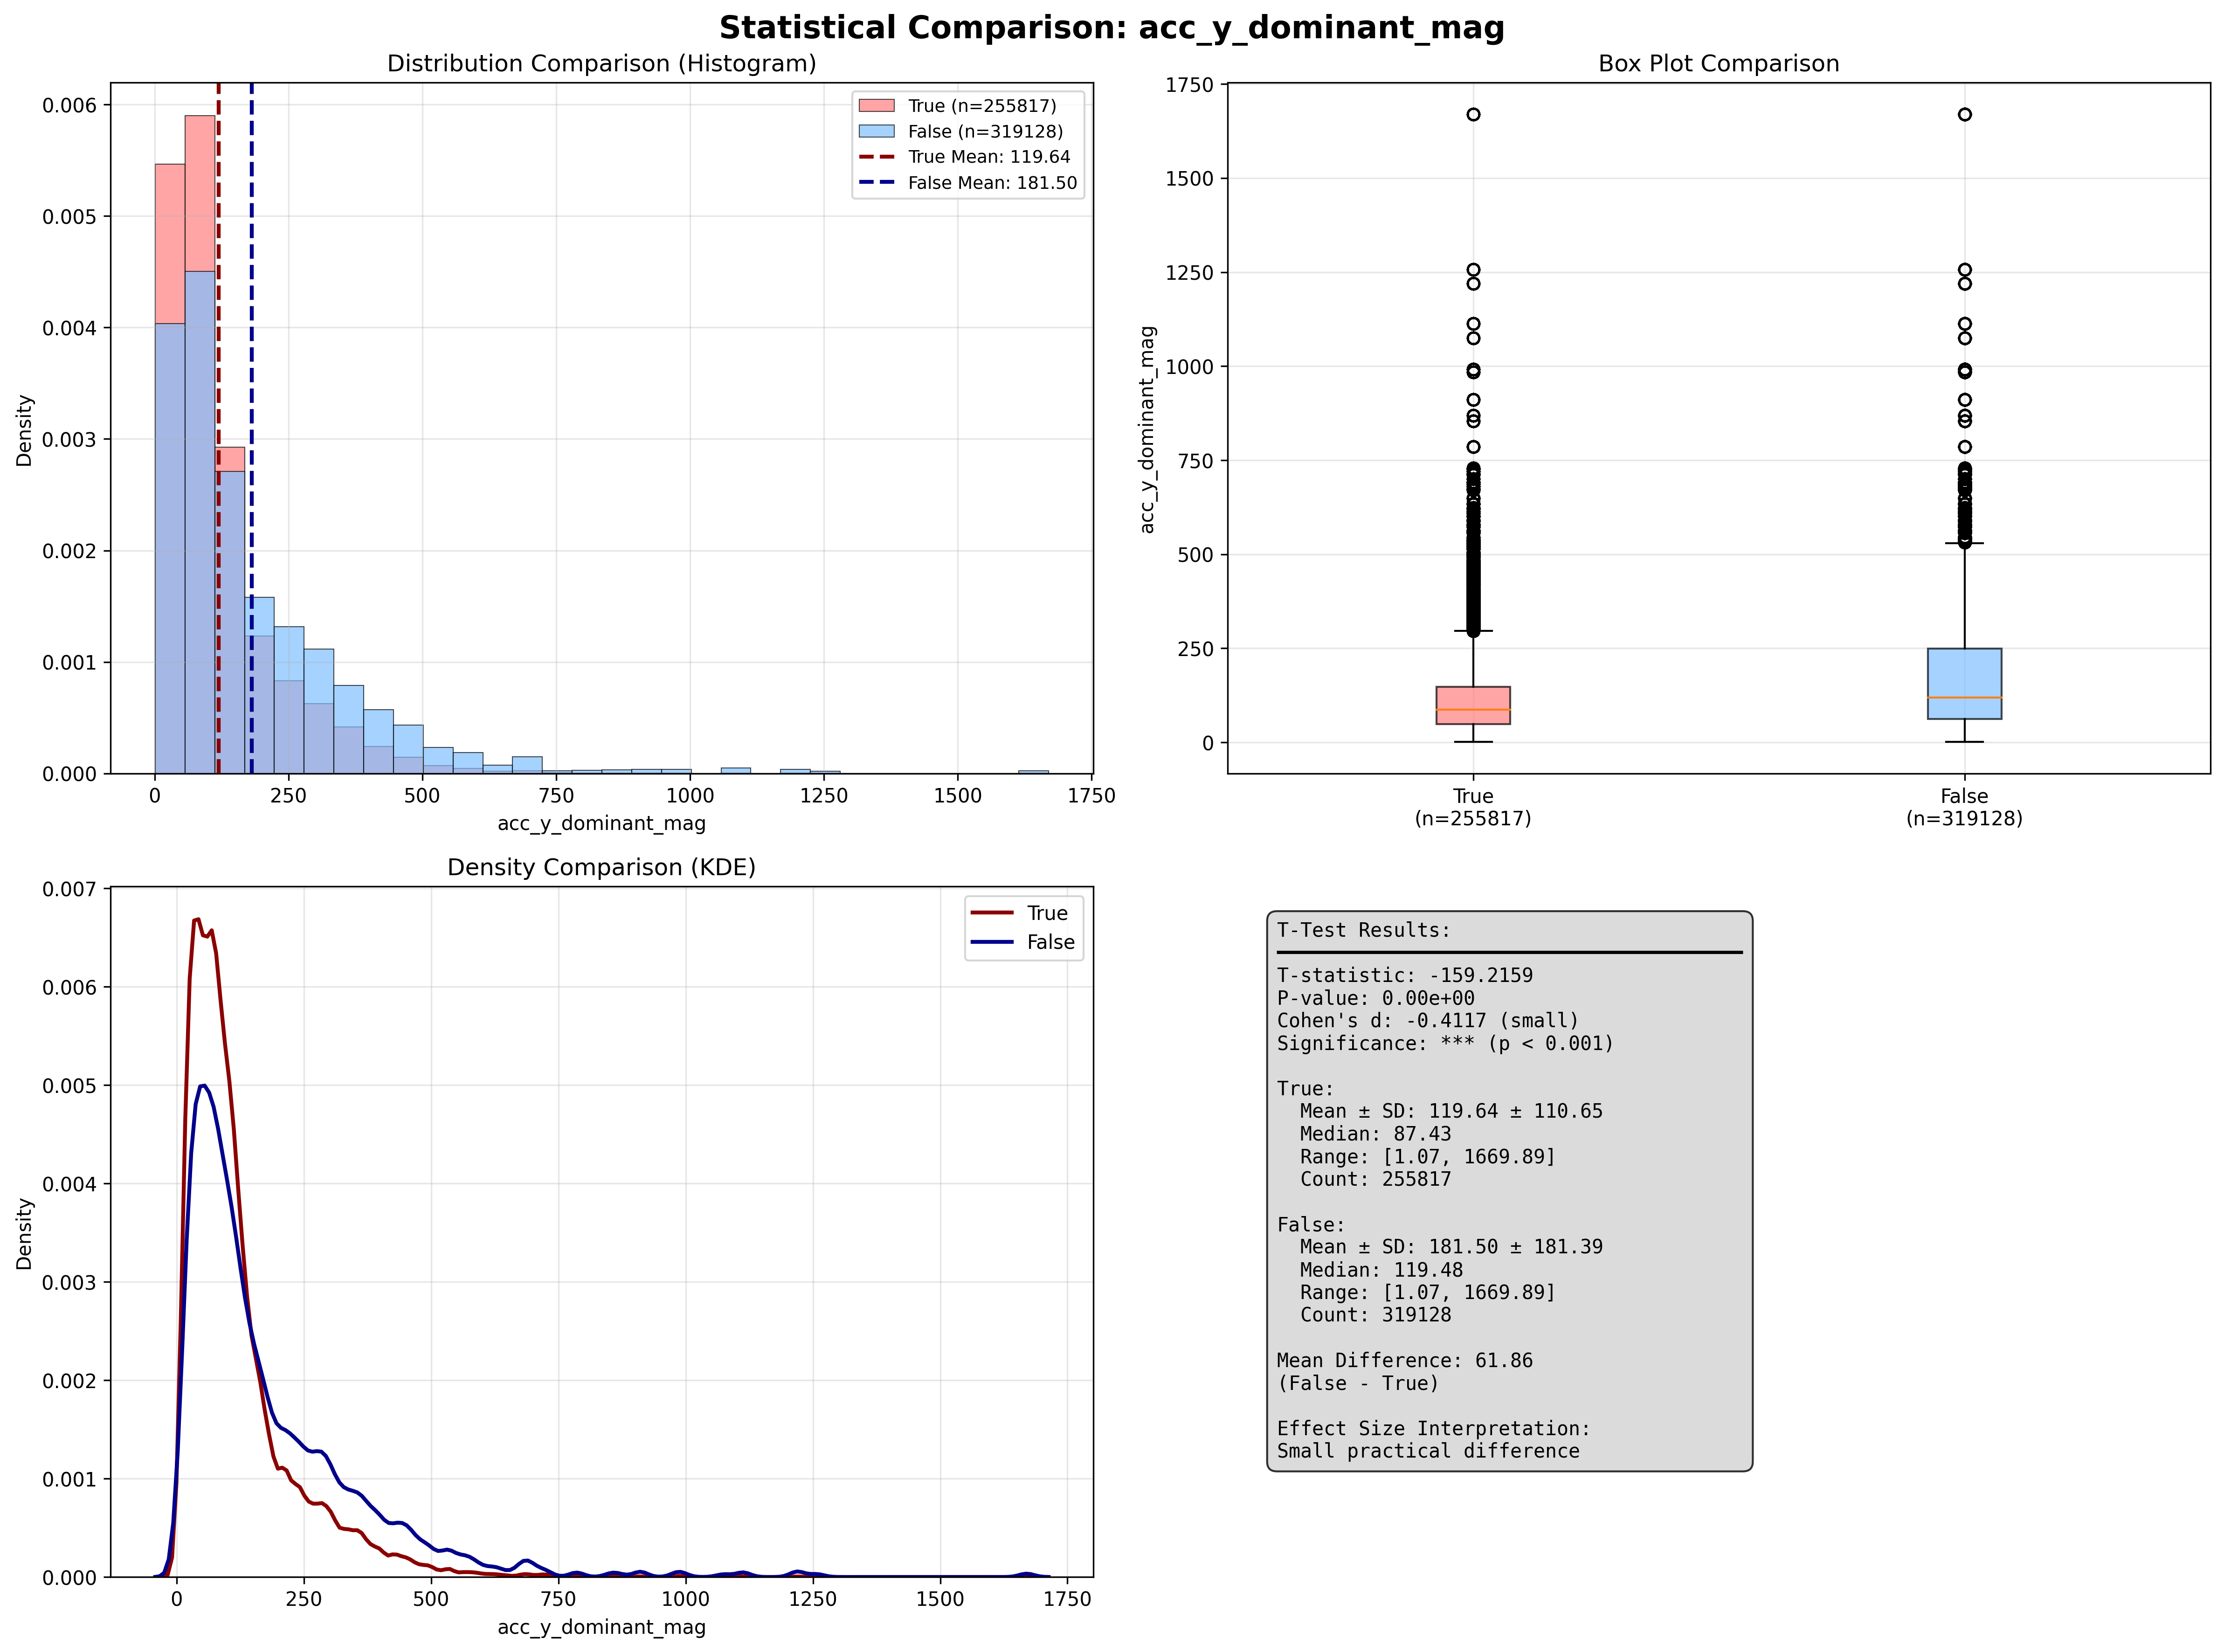 Statistical Comparison: acc_y_dominant_mag
Distribution Comparison (Histogram)
Density
0.006
0.005
0.004
0.003
0.002
0.001
0.000
0 250 500 750 1000 1250 1500 1750
acc_y_dominant_mag
True (n=255817)
False (n=319128)
True Mean: 119.64
False Mean: 181.50
Box Plot Comparison
acc_y_dominant_mag
1750
1500
1250
1000
750
500
250
0
True False
(n=255817) (n=319128)
Density Comparison (KDE)
Density
0.007
0.006
0.005
0.004
0.003
0.002
0.001
0.000
0 250 500 750 1000 1250 1500 1750
acc_y_dominant_mag
True
False
T-Test Results:
T-statistic: -159.2159
P-value: 0.00e+00
Cohen's d: -0.4117 (small)
Significance: *** (p < 0.001)
True:
Mean ± SD: 119.64 ± 110.65
Median: 87.43
Range: [1.07, 1669.89]
Count: 255817
False:
Mean ± SD: 181.50 ± 181.39
Median: 119.48
Range: [1.07, 1669.89]
Count: 319128
Mean Difference: 61.86
(False - True)
Effect Size Interpretation:
Small practical difference